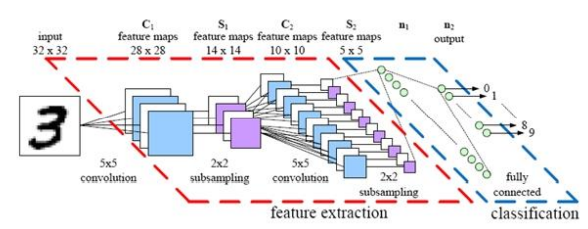 input
32 x 32
C1
feature maps
28 x 28
S1
feature maps
14 x 14
C2
feature maps
10 x 10
S2
feature maps
5 x 5
n1
n2
output
3
0
1
8
9
5x5
convolution
2x2
subsampling
5x5
convolution
2x2
subsampling
fully
connected
feature extraction
classification